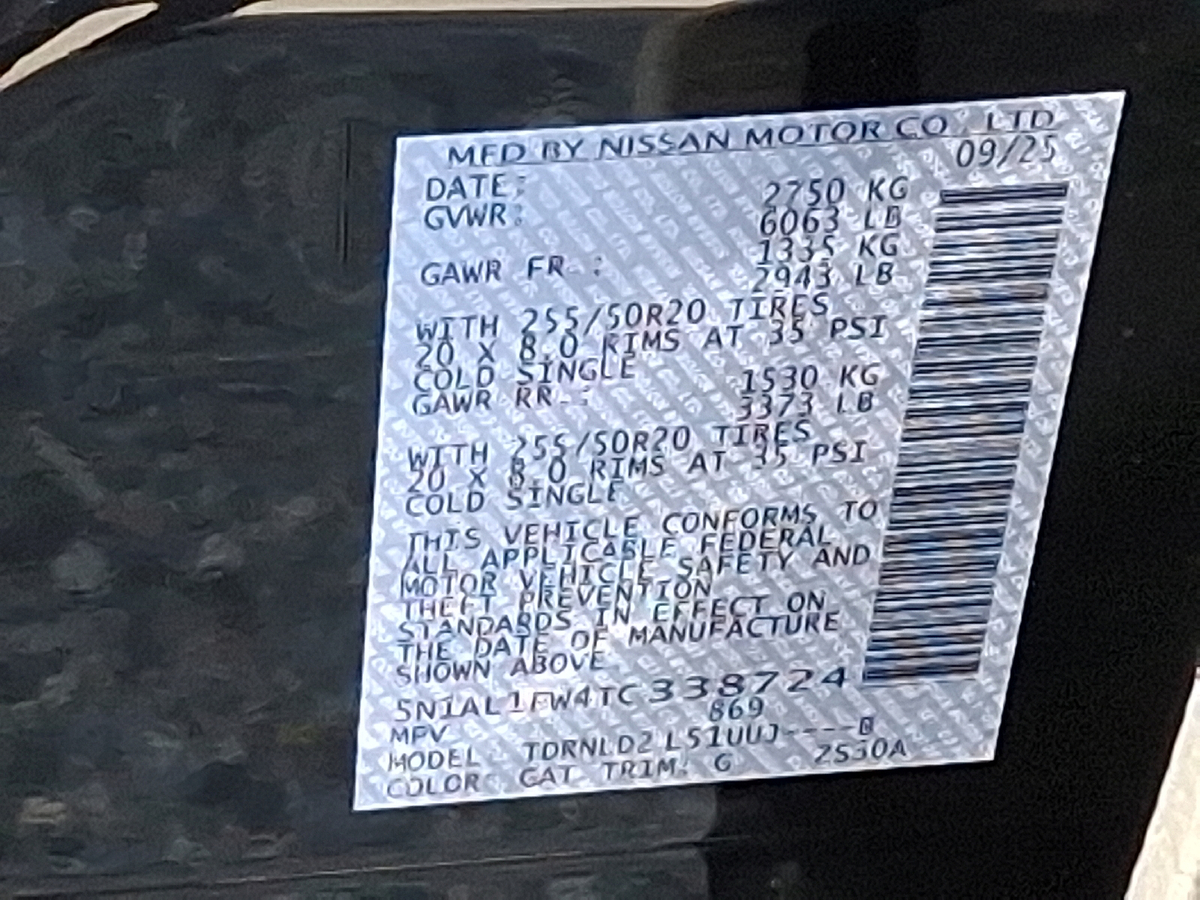 MFD BY NISSAN MOTOR CO., LTD
09/25
DATE:
GVWR: 2750 KG
6063 LB
GAWR FR-: 1335 KG
2943 LB
WITH 255/50R20 TIRES
20 X 8.0 RIMS AT 35 PSI
COLD SINGLE
GAWR RR-: 1530 KG
3373 LB
WITH 255/50R20 TIRES
20 X 8.0 RIMS AT 35 PSI
COLD SINGLE
THIS VEHICLE CONFORMS TO
ALL APPLICABLE FEDERAL
MOTOR VEHICLE SAFETY AND
THEFT PREVENTION
STANDARDS IN EFFECT ON
THE DATE OF MANUFACTURE
SHOWN ABOVE
869
MPV
MODEL
COLOR: GAT TRIM: G